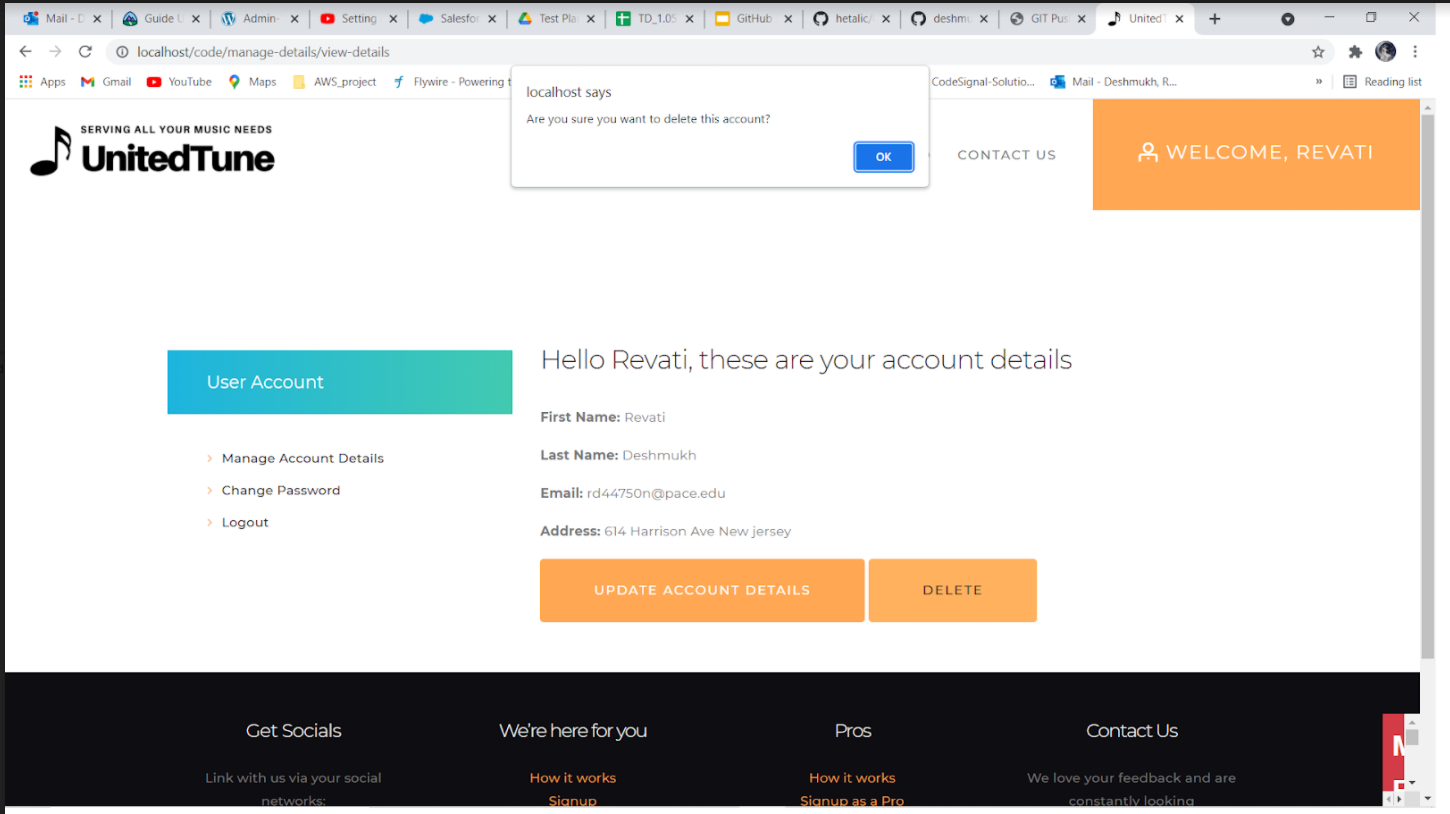 Mail - D
Guide U
Admin-
Setting
Salesfor
Test Pla
TD_1.05
GitHub
hetalic/
deshmu
GIT Pus
UnitedT
localhost/code/manage-details/view-details
Apps
Gmail
YouTube
Maps
AWS_project
Flywire - Powering t
CodeSignal-Solutio...
Mail - Deshmukh, R...
»
Reading list
localhost says
Are you sure you want to delete this account?
OK
SERVING ALL YOUR MUSIC NEEDS
UnitedTune
CONTACT US
WELCOME, REVATI
User Account
Manage Account Details
Change Password
Logout
Hello Revati, these are your account details
First Name: Revati
Last Name: Deshmukh
Email: rd44750n@pace.edu
Address: 614 Harrison Ave New jersey
UPDATE ACCOUNT DETAILS
DELETE
Get Socials
Link with us via your social
networks:
We're here for you
How it works
Signup
Pros
How it works
Signup as a Pro
Contact Us
We love your feedback and are
constantly looking